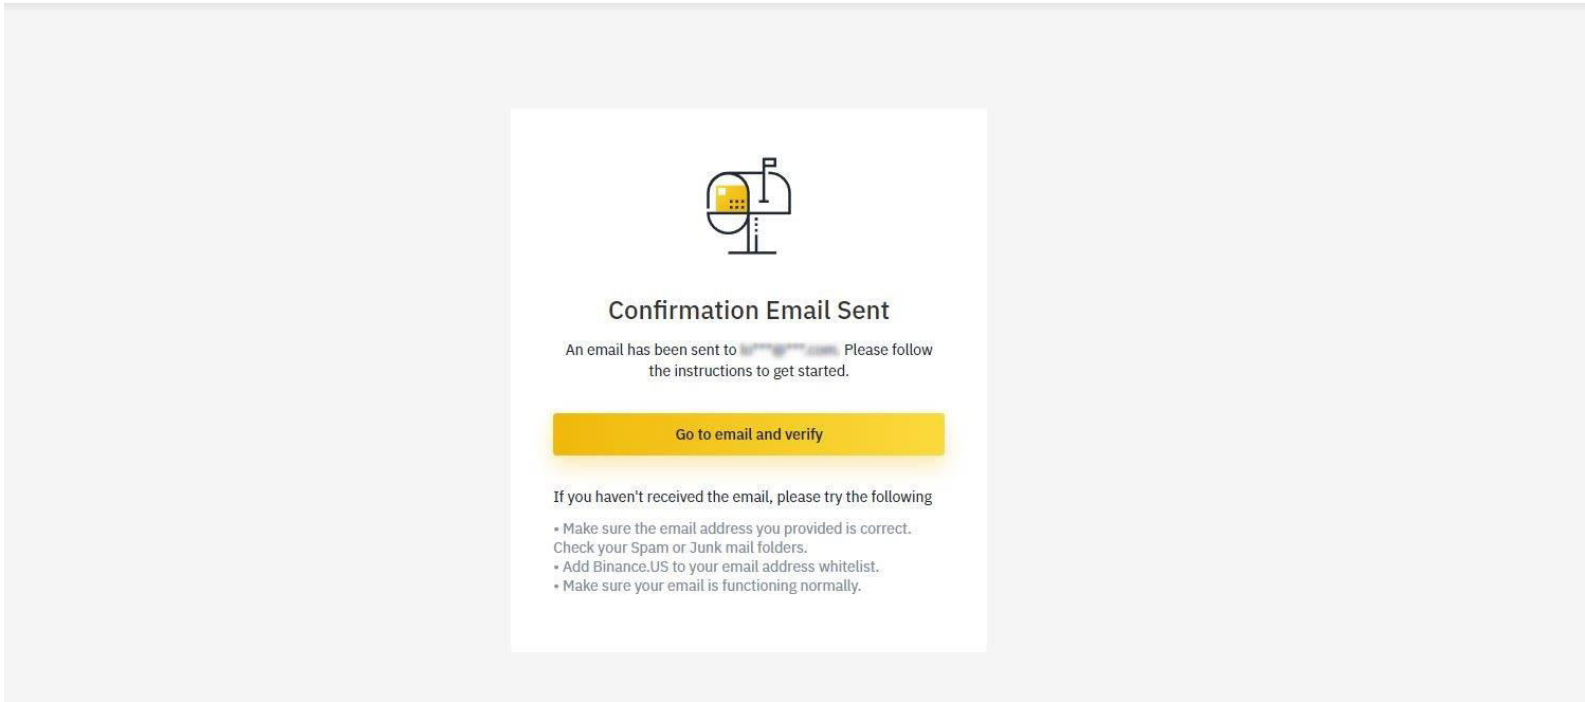 Confirmation Email Sent
An email has been sent to Please follow
the instructions to get started.
Go to email and verify
If you haven't received the email, please try the following
• Make sure the email address you provided is correct.
Check your Spam or Junk mail folders.
• Add Binance.US to your email address whitelist.
• Make sure your email is functioning normally.